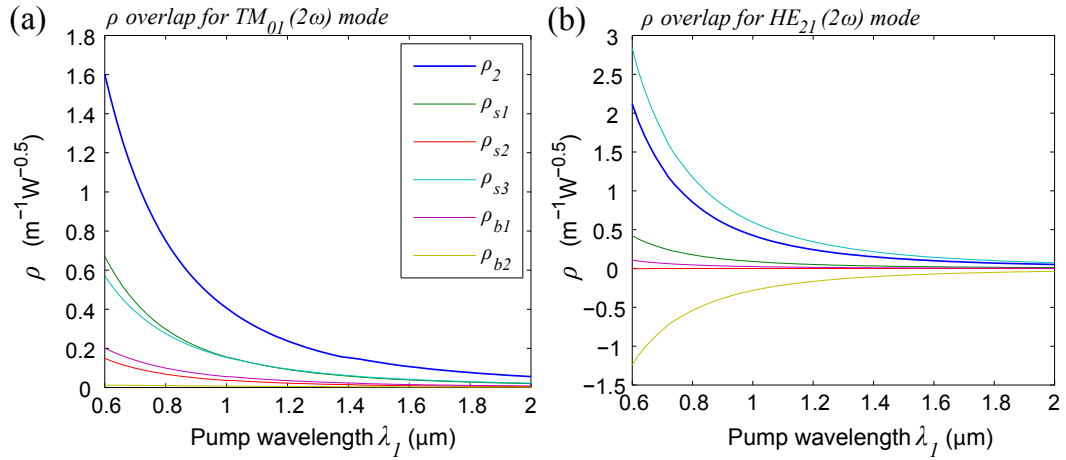 (a)
ρ overlap for TM01 (2ω) mode
1.8
1.6
1.4
1.2
1
0.8
0.6
0.4
0.2
0
ρ (m⁻¹W⁻⁰·⁵)
0.6 0.8 1 1.2 1.4 1.6 1.8 2
Pump wavelength λ1 (μm)
ρ2
ρs1
ρs2
ρs3
ρb1
ρb2
(b)
ρ overlap for HE21 (2ω) mode
3
2.5
2
1.5
1
0.5
0
−0.5
−1
−1.5
ρ (m⁻¹W⁻⁰·⁵)
0.6 0.8 1 1.2 1.4 1.6 1.8 2
Pump wavelength λ1 (μm)